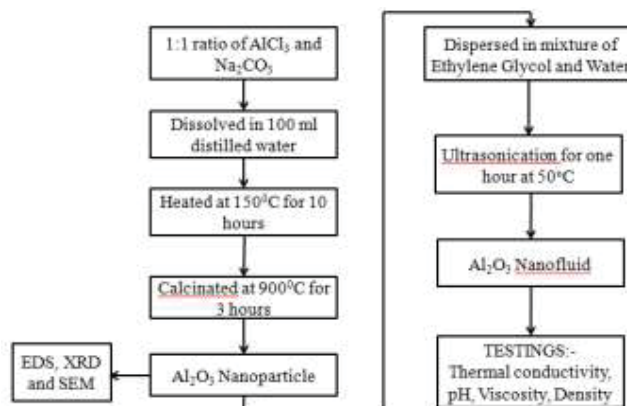 1:1 ratio of AlCl₃ and
Na₂CO₃
Dissolved in 100 ml
distilled water
Heated at 150⁰C for 10
hours
Calcinated at 900⁰C for
3 hours
EDS, XRD
and SEM
Al₂O₃ Nanoparticle
Dispersed in mixture of
Ethylene Glycol and Water
Ultrasonication for one
hour at 50°C
Al₂O₃ Nanofluid
TESTINGS:-
Thermal conductivity,
pH, Viscosity, Density